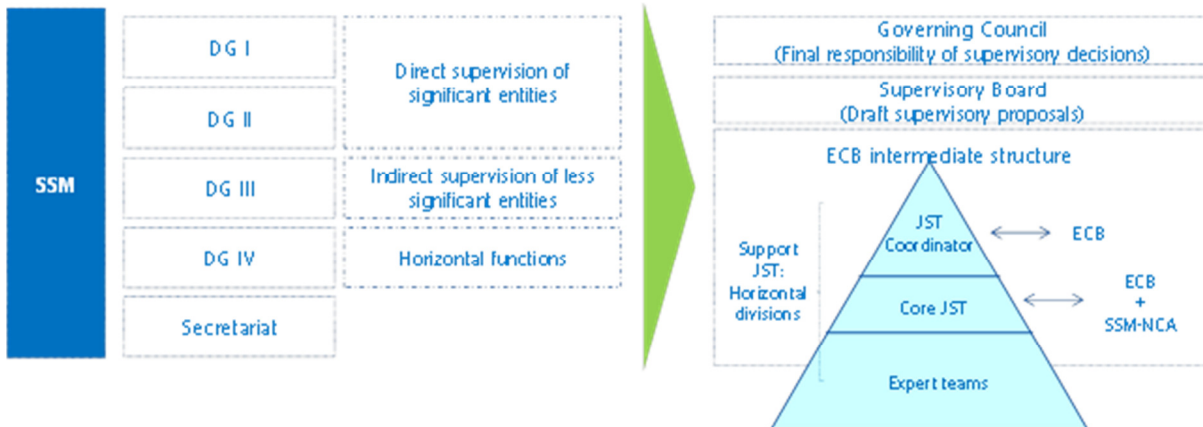 SSM
DG I
DG II
DG III
DG IV
Secretariat
Direct supervision of
significant entities
Indirect supervision of less
significant entities
Horizontal functions
Governing Council
(Final responsibility of supervisory decisions)
Supervisory Board
(Draft supervisory proposals)
ECB intermediate structure
Support
JST:
Horizontal
divisions
JST
Coordinator
Core JST
Expert teams
ECB
ECB
+
SSM-NCA